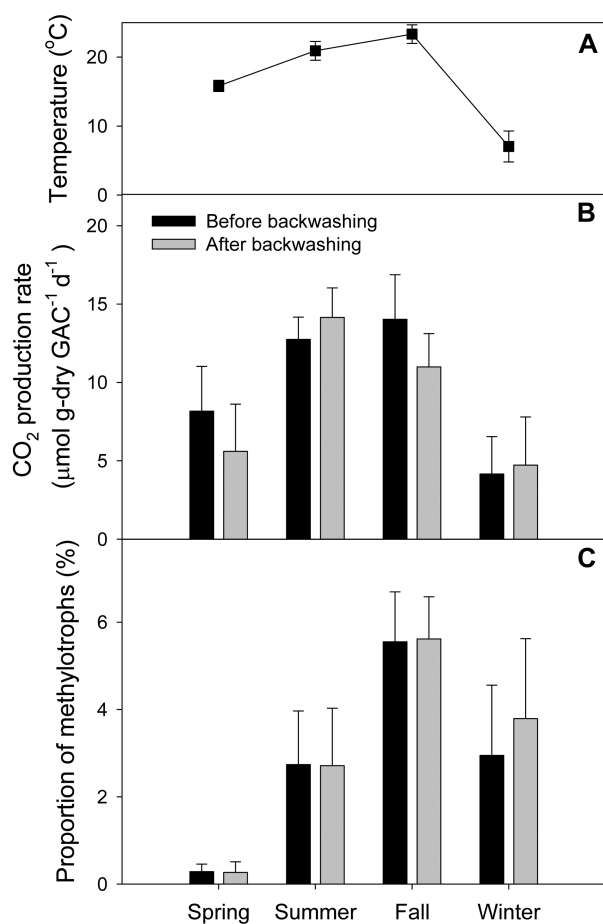 Temperature (°C)
20
10
0
A
CO2 production rate
(μmol g-dry GAC-1 d-1 )
20
15
10
5
0
Before backwashing
After backwashing
B
Proportion of methylotrophs (%)
6
4
2
0
C
Spring Summer Fall Winter